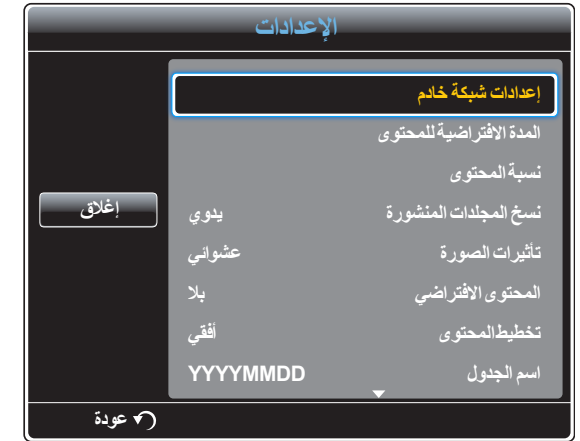 الإعدادات
إعدادات شبكة خادم
المدة الافتراضية للمحتوى
نسبة المحتوى
نسخ المجلدات المنشورة يدوي
تأثيرات الصورة عشوائي
المحتوى الافتراضي بلا
تخطيط المحتوى أفقي
اسم الجدول YYYYMMDD
إغلاق
عودة